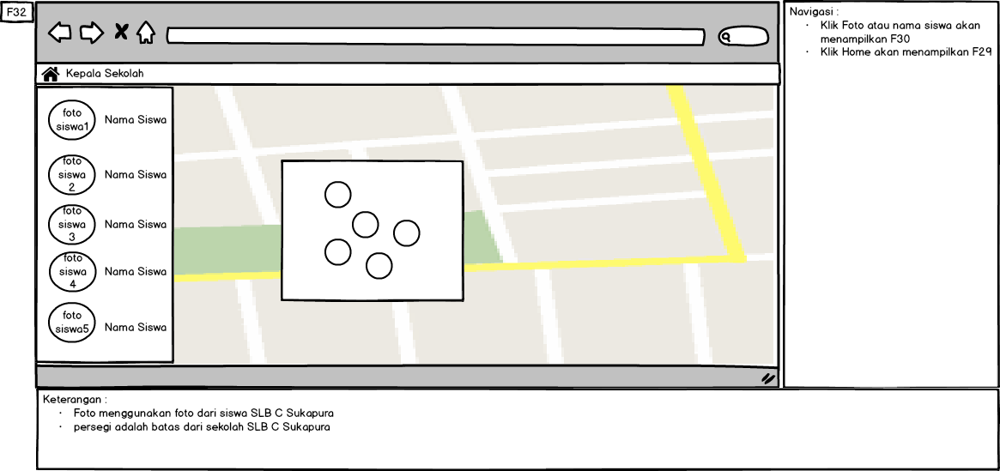 F32
Kepala Sekolah
foto
siswa1
Nama Siswa
foto
siswa
2
Nama Siswa
foto
siswa
3
Nama Siswa
foto
siswa
4
Nama Siswa
foto
siswa5
Nama Siswa
Navigasi :
· Klik Foto atau nama siswa akan
menampilkan F30
· Klik Home akan menampilkan F29
Keterangan :
· Foto menggunakan foto dari siswa SLB C Sukapura
· persegi adalah batas dari sekolah SLB C Sukapura